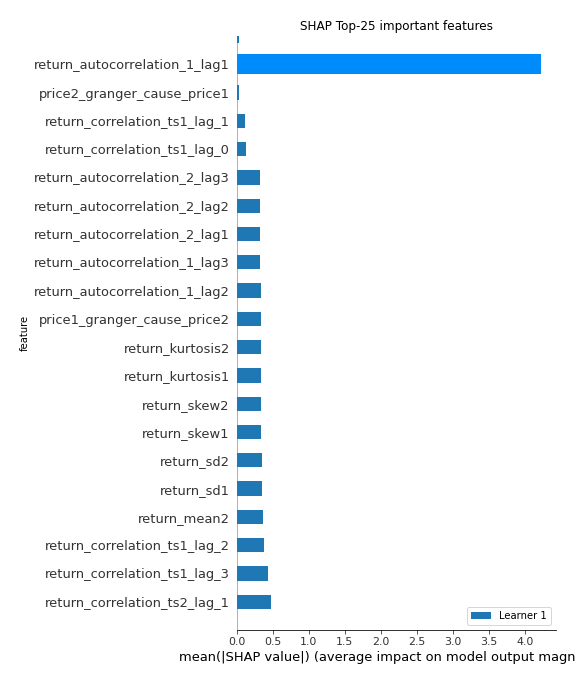 SHAP Top-25 important features
return_autocorrelation_1_lag1
price2_granger_cause_price1
return_correlation_ts1_lag_1
return_correlation_ts1_lag_0
return_autocorrelation_2_lag3
return_autocorrelation_2_lag2
return_autocorrelation_2_lag1
return_autocorrelation_1_lag3
return_autocorrelation_1_lag2
price1_granger_cause_price2
return_kurtosis2
return_kurtosis1
return_skew2
return_skew1
return_sd2
return_sd1
return_mean2
return_correlation_ts1_lag_2
return_correlation_ts1_lag_3
return_correlation_ts2_lag_1
feature
Learner 1
0.0 0.5 1.0 1.5 2.0 2.5 3.0 3.5 4.0
mean(|SHAP value|) (average impact on model output magn